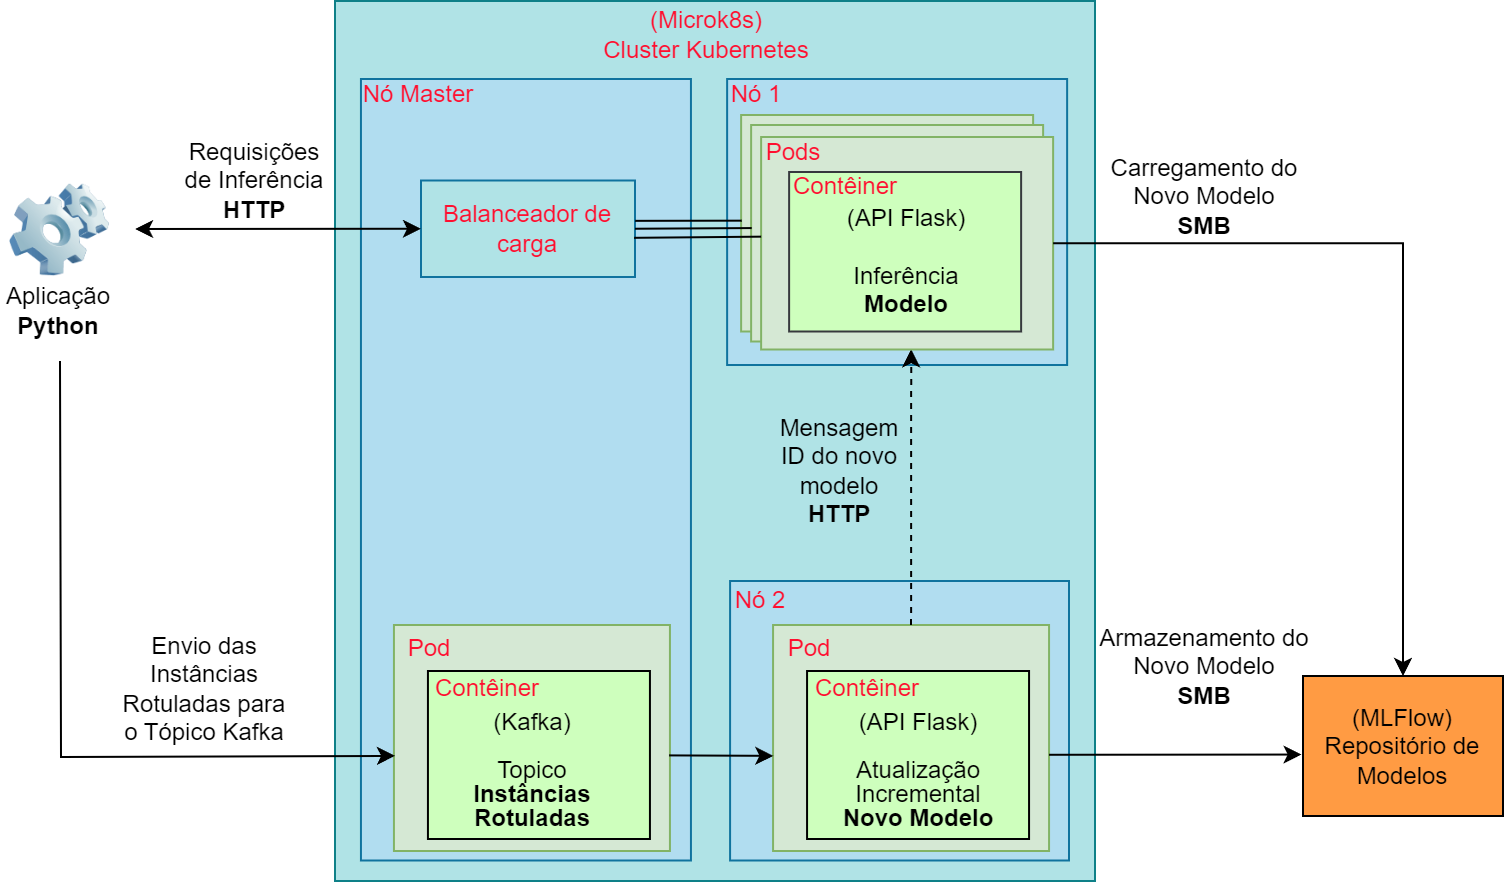 (Microk8s)
Cluster Kubernetes
Nó Master
Nó 1
Requisições
de Inferência
HTTP
Balanceador de
carga
Pods
Contêiner
(API Flask)
Inferência
Modelo
Carregamento do
Novo Modelo
SMB
Aplicação
Python
Mensagem
ID do novo
modelo
HTTP
Envio das
Instâncias
Rotuladas para
o Tópico Kafka
Pod
Contêiner
(Kafka)
Topico
Instâncias
Rotuladas
Nó 2
Pod
Contêiner
(API Flask)
Atualização
Incremental
Novo Modelo
Armazenamento do
Novo Modelo
SMB
(MLFlow)
Repositório de
Modelos